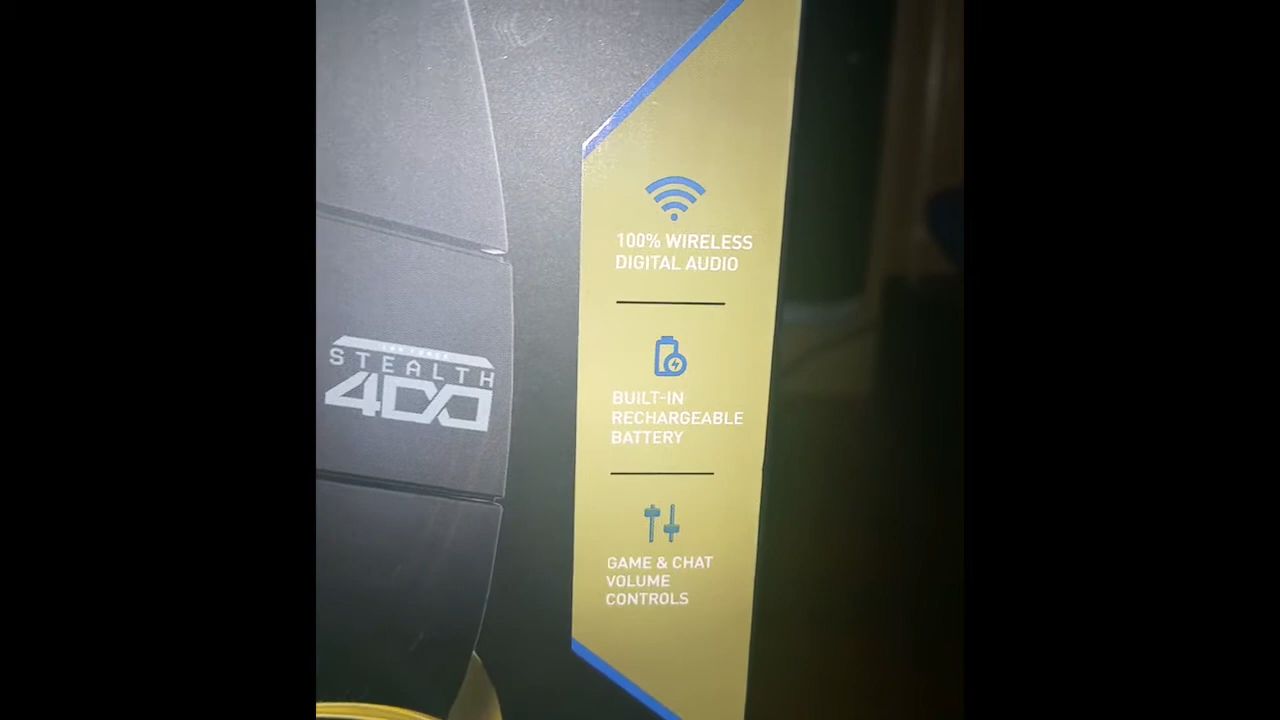 STEALTH
400
100% WIRELESS
DIGITAL AUDIO
BUILT-IN
RECHARGEABLE
BATTERY
GAME & CHAT
VOLUME
CONTROLS